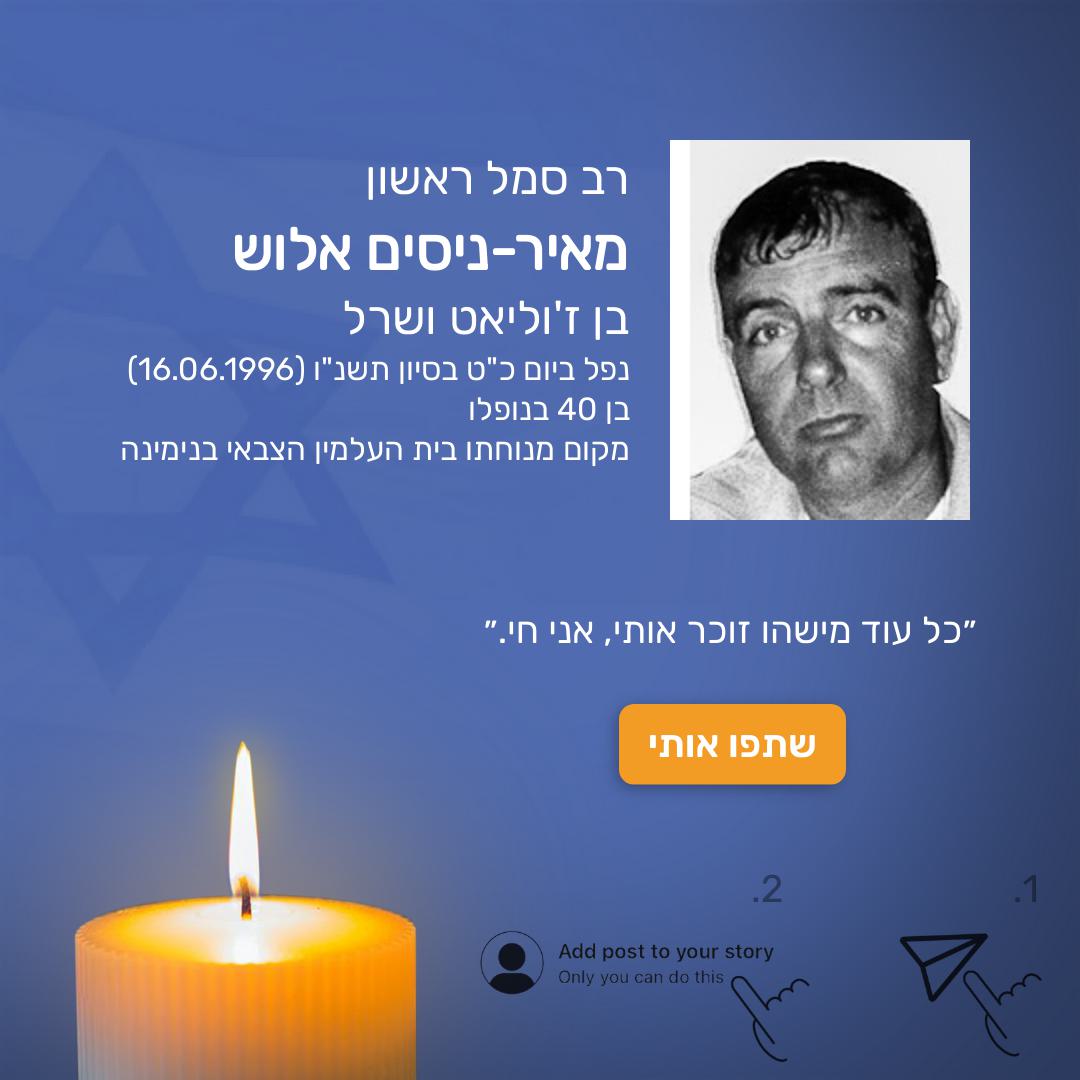 רב סמל ראשון
מאיר-ניסים אלוש
בן ז'וליאט ושרל
נפל ביום כ"ט בסיון תשנ"ו (16.06.1996)
בן 40 בנופלו
מקום מנוחתו בית העלמין הצבאי בנימינה
״כל עוד מישהו זוכר אותי, אני חי.״
שתפו אותי
1.
2.
Add post to your story
Only you can do this